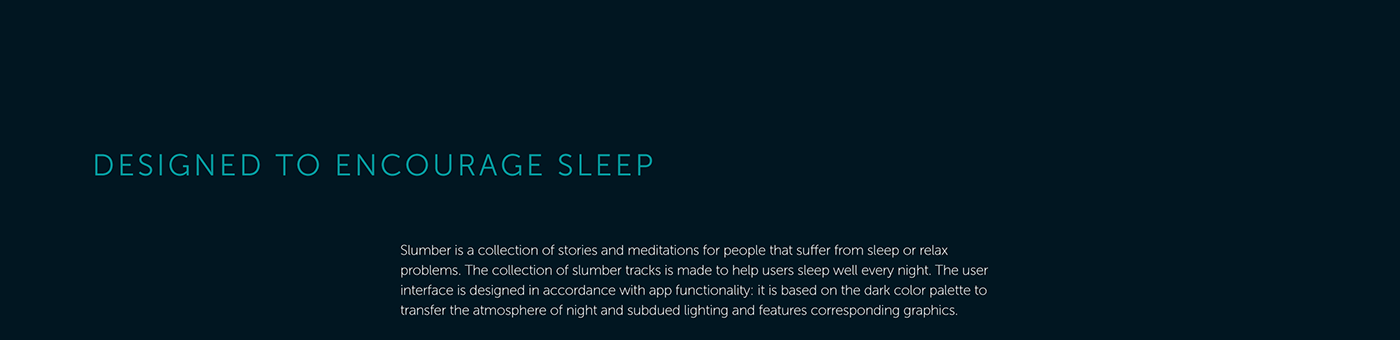 DESIGNED TO ENCOURAGE SLEEP
Slumber is a collection of stories and meditations for people that suffer from sleep or relax
problems. The collection of slumber tracks is made to help users sleep well every night. The user
interface is designed in accordance with app functionality: it is based on the dark color palette to
transfer the atmosphere of night and subdued lighting and features corresponding graphics.